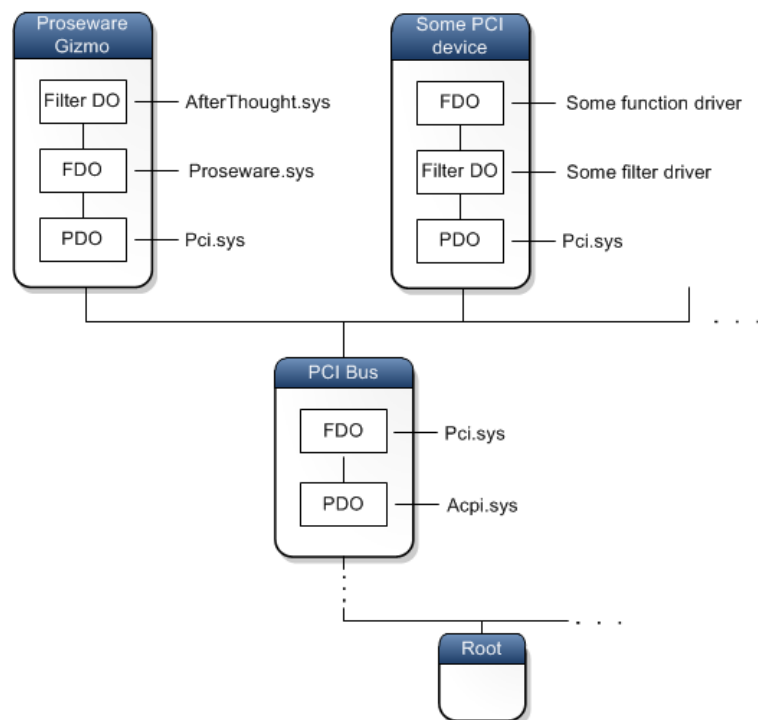 Proseware
Gizmo
Filter DO
AfterThought.sys
FDO
Proseware.sys
PDO
Pci.sys
Some PCI
device
FDO
Some function driver
Filter DO
Some filter driver
PDO
Pci.sys
. . .
PCI Bus
FDO
Pci.sys
PDO
Acpi.sys
. . .
Root